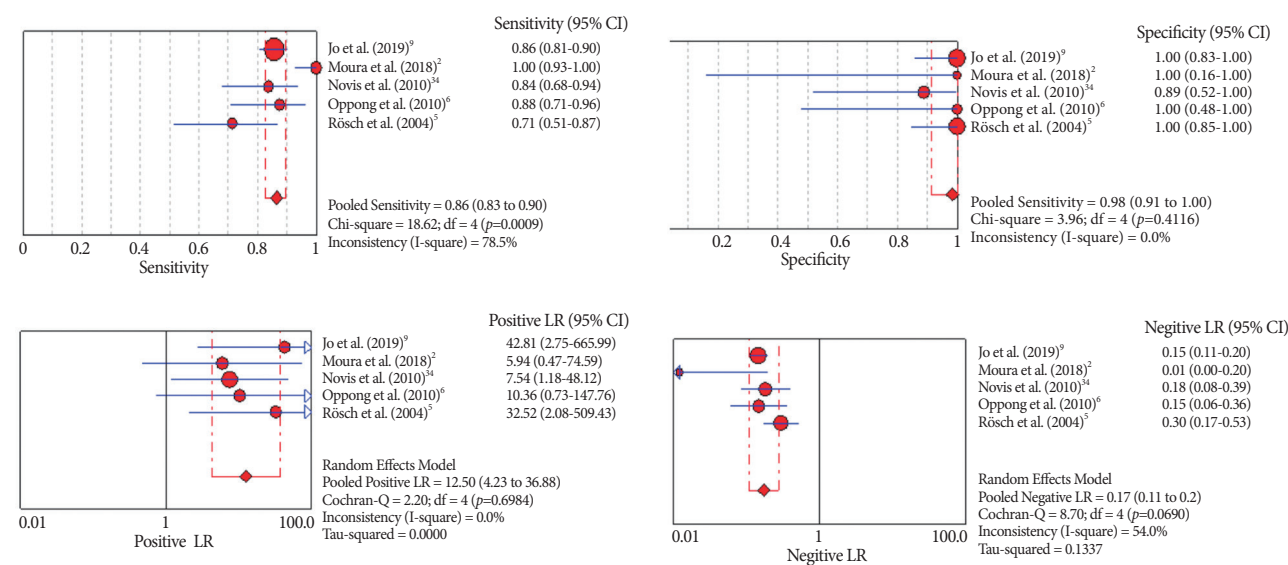 Sensitivity (95% CI)
Jo et al. (2019)⁹ 0.86 (0.81-0.90)
Moura et al. (2018)² 1.00 (0.93-1.00)
Novis et al. (2010)³⁴ 0.84 (0.68-0.94)
Oppong et al. (2010)⁶ 0.88 (0.71-0.96)
Rösch et al. (2004)⁵ 0.71 (0.51-0.87)
Pooled Sensitivity = 0.86 (0.83 to 0.90)
Chi-square = 18.62; df = 4 (p=0.0009)
Inconsistency (I-square) = 78.5%
0 0.2 0.4 0.6 0.8 1
Sensitivity
Specificity (95% CI)
Jo et al. (2019)⁹ 1.00 (0.83-1.00)
Moura et al. (2018)² 1.00 (0.16-1.00)
Novis et al. (2010)³⁴ 0.89 (0.52-1.00)
Oppong et al. (2010)⁶ 1.00 (0.48-1.00)
Rösch et al. (2004)⁵ 1.00 (0.85-1.00)
Pooled Sensitivity = 0.98 (0.91 to 1.00)
Chi-square = 3.96; df = 4 (p=0.4116)
Inconsistency (I-square) = 0.0%
0.2 0.4 0.6 0.8 1
Specificity
Positive LR (95% CI)
Jo et al. (2019)⁹ 42.81 (2.75-665.99)
Moura et al. (2018)² 5.94 (0.47-74.59)
Novis et al. (2010)³⁴ 7.54 (1.18-48.12)
Oppong et al. (2010)⁶ 10.36 (0.73-147.76)
Rösch et al. (2004)⁵ 32.52 (2.08-509.43)
Random Effects Model
Pooled Positive LR = 12.50 (4.23 to 36.88)
Cochran-Q = 2.20; df = 4 (p=0.6984)
Inconsistency (I-square) = 0.0%
Tau-squared = 0.0000
0.01 1 100.0
Positive LR
Negitive LR (95% CI)
Jo et al. (2019)⁹ 0.15 (0.11-0.20)
Moura et al. (2018)² 0.01 (0.00-0.20)
Novis et al. (2010)³⁴ 0.18 (0.08-0.39)
Oppong et al. (2010)⁶ 0.15 (0.06-0.36)
Rösch et al. (2004)⁵ 0.30 (0.17-0.53)
Random Effects Model
Pooled Negative LR = 0.17 (0.11 to 0.2)
Cochran-Q = 8.70; df = 4 (p=0.0690)
Inconsistency (I-square) = 54.0%
Tau-squared = 0.1337
0.01 1 100.0
Negitive LR